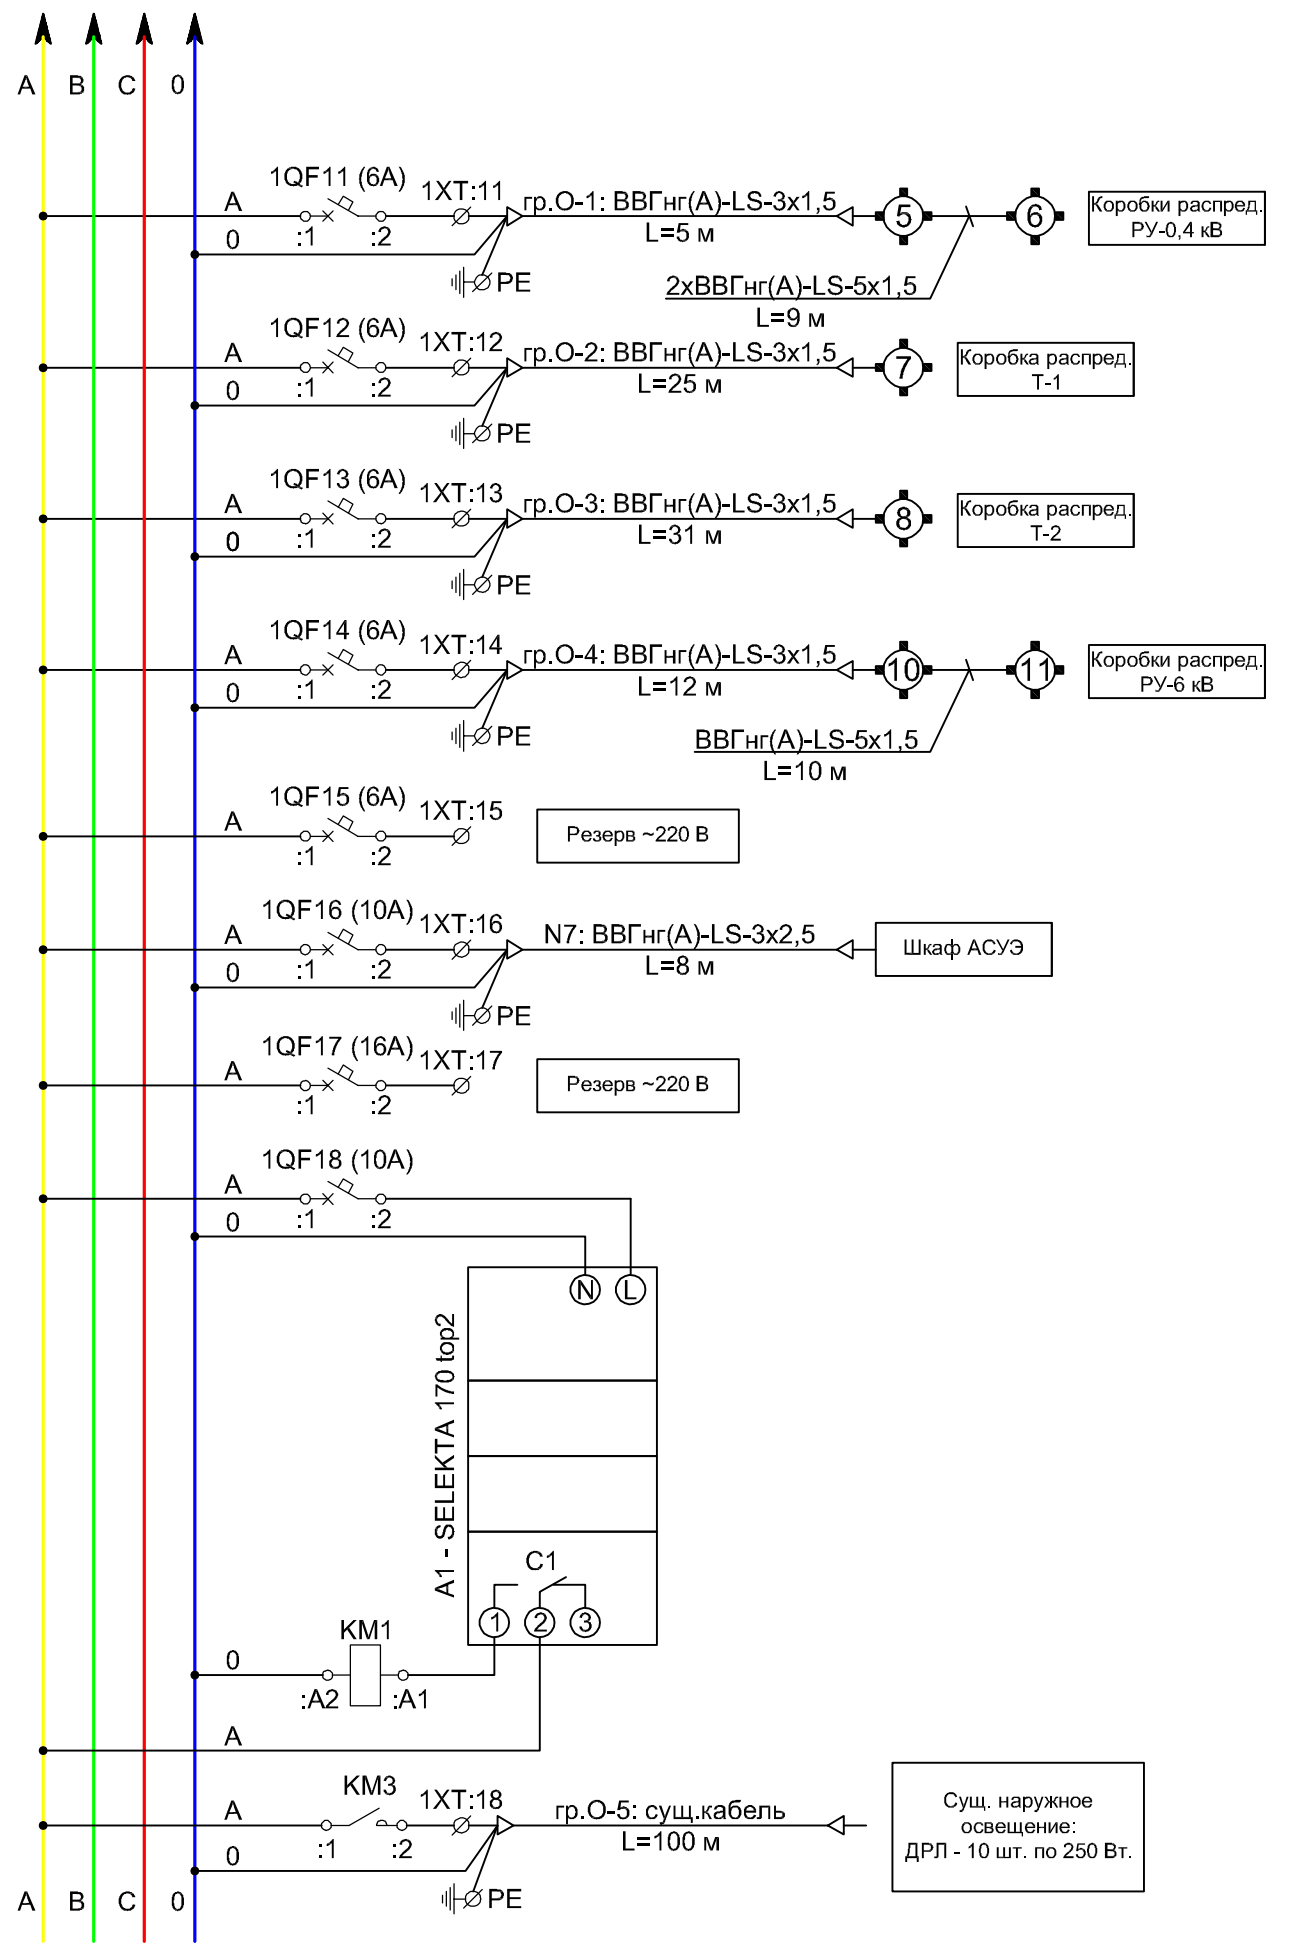 A B C 0
1QF11 (6A) 1XT:11
A :1 :2
0
гр.О-1: ВВГнг(А)-LS-3x1,5
L=5 м
PE
5 6
2хВВГнг(А)-LS-5x1,5
L=9 м
Коробки распред.
РУ-0,4 кВ
1QF12 (6A) 1XT:12
A :1 :2
0
гр.О-2: ВВГнг(А)-LS-3x1,5
L=25 м
PE
7
Коробка распред.
Т-1
1QF13 (6A) 1XT:13
A :1 :2
0
гр.О-3: ВВГнг(А)-LS-3x1,5
L=31 м
PE
8
Коробка распред.
Т-2
1QF14 (6A) 1XT:14
A :1 :2
0
гр.О-4: ВВГнг(А)-LS-3x1,5
L=12 м
PE
10 11
ВВГнг(А)-LS-5x1,5
L=10 м
Коробки распред.
РУ-6 кВ
1QF15 (6A) 1XT:15
A :1 :2
Резерв ~220 В
1QF16 (10A) 1XT:16
A :1 :2
0
N7: ВВГнг(А)-LS-3x2,5
L=8 м
PE
Шкаф АСУЭ
1QF17 (16A) 1XT:17
A :1 :2
Резерв ~220 В
1QF18 (10A)
A :1 :2
0
N L
A1 - SELEKTA 170 top2
C1
1 2 3
KM1
0
:A2 :A1
A
KM3 1XT:18
A :1 :2
0
гр.О-5: сущ.кабель
L=100 м
PE
Сущ. наружное
освещение:
ДРЛ - 10 шт. по 250 Вт.
A B C 0